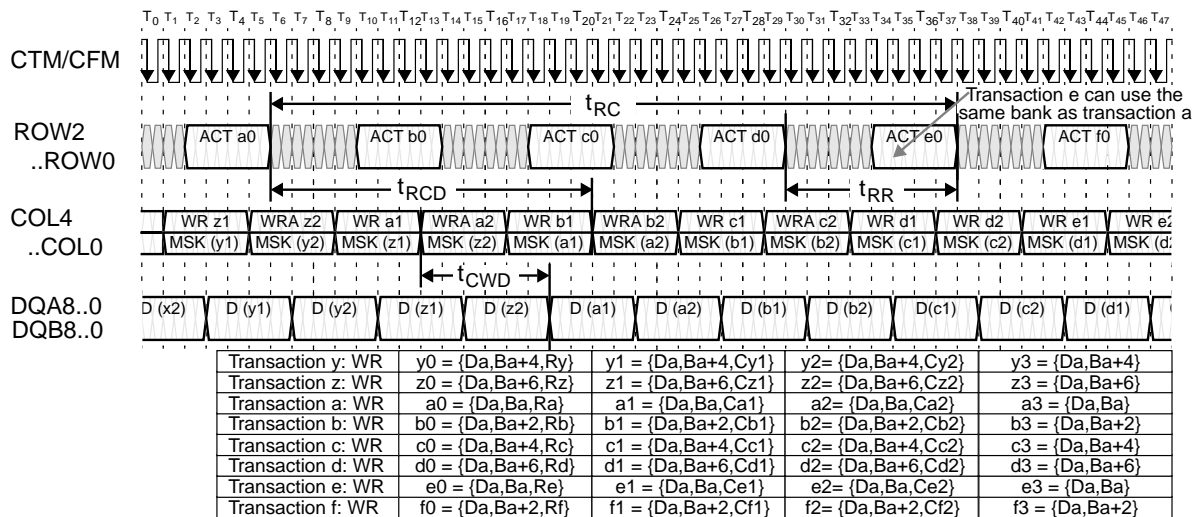 T0 T1 T2 T3 T4 T5 T6 T7 T8 T9 T10 T11 T12 T13 T14 T15 T16 T17 T18 T19 T20 T21 T22 T23 T24 T25 T26 T27 T28 T29 T30 T31 T32 T33 T34 T35 T36 T37 T38 T39 T40 T41 T42 T43 T44 T45 T46 T47
CTM/CFM
tRC
Transaction e can use the
same bank as transaction a
ROW2
..ROW0
ACT a0 ACT b0 ACT c0 ACT d0 ACT e0 ACT f0
tRCD tRR
COL4
..COL0
WR z1 WRA z2 WR a1 WRA a2 WR b1 WRA b2 WR c1 WRA c2 WR d1 WR d2 WR e1 WR e2
MSK (y1) MSK (y2) MSK (z1) MSK (z2) MSK (a1) MSK (a2) MSK (b1) MSK (b2) MSK (c1) MSK (c2) MSK (d1) MSK (d2
tCWD
DQA8..0
DQB8..0
D (x2) D (y1) D (y2) D (z1) D (z2) D (a1) D (a2) D (b1) D (b2) D(c1) D (c2) D (d1)
Transaction y: WR y0 = {Da,Ba+4,Ry} y1 = {Da,Ba+4,Cy1} y2= {Da,Ba+4,Cy2} y3 = {Da,Ba+4}
Transaction z: WR z0 = {Da,Ba+6,Rz} z1 = {Da,Ba+6,Cz1} z2= {Da,Ba+6,Cz2} z3 = {Da,Ba+6}
Transaction a: WR a0 = {Da,Ba,Ra} a1 = {Da,Ba,Ca1} a2= {Da,Ba,Ca2} a3 = {Da,Ba}
Transaction b: WR b0 = {Da,Ba+2,Rb} b1 = {Da,Ba+2,Cb1} b2= {Da,Ba+2,Cb2} b3 = {Da,Ba+2}
Transaction c: WR c0 = {Da,Ba+4,Rc} c1 = {Da,Ba+4,Cc1} c2= {Da,Ba+4,Cc2} c3 = {Da,Ba+4}
Transaction d: WR d0 = {Da,Ba+6,Rd} d1 = {Da,Ba+6,Cd1} d2= {Da,Ba+6,Cd2} d3 = {Da,Ba+6}
Transaction e: WR e0 = {Da,Ba,Re} e1 = {Da,Ba,Ce1} e2= {Da,Ba,Ce2} e3 = {Da,Ba}
Transaction f: WR f0 = {Da,Ba+2,Rf} f1 = {Da,Ba+2,Cf1} f2= {Da,Ba+2,Cf2} f3 = {Da,Ba+2}